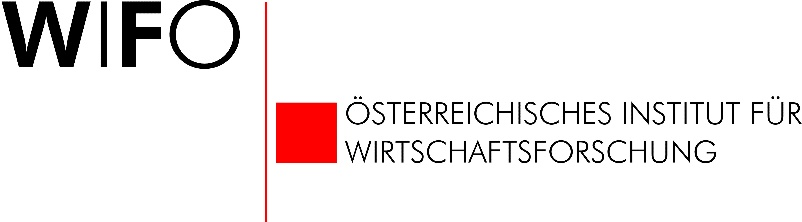 WIFO
ÖSTERREICHISCHES INSTITUT FÜR
WIRTSCHAFTSFORSCHUNG